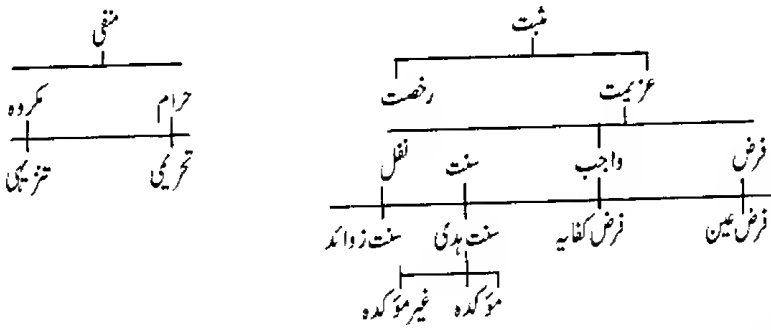 مثبت
منفی
عزیمت رخصت
حرام مکروہ
فرض واجب سنت نفل
تحریمی تنزیہی
فرض عین فرض کفایہ سنت ہدی سنت زوائد
مؤکدہ غیر مؤکدہ